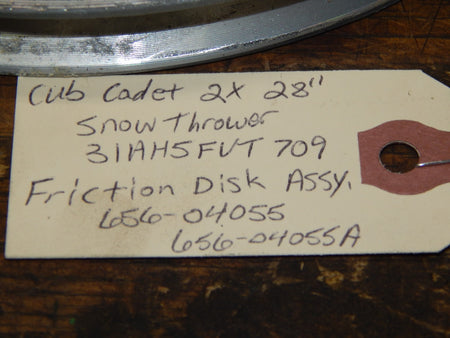 Cub Cadet 2X 28"
Snow Thrower
31AH5FVT 709
Friction Disk Assy.
656-04055
656-04055A